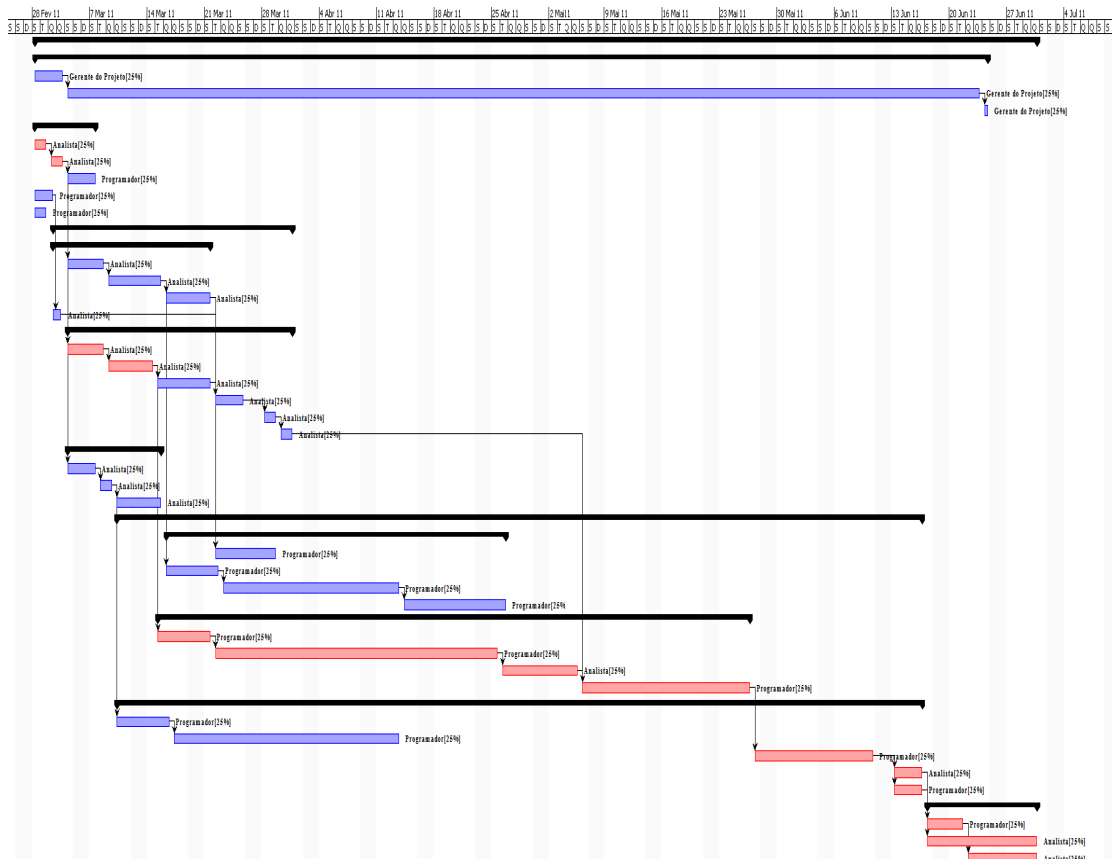 28 Fev 11 7 Mar 11 14 Mar 11 21 Mar 11 28 Mar 11 4 Abr 11 11 Abr 11 18 Abr 11 25 Abr 11 2 Mai 11 9 Mai 11 16 Mai 11 23 Mai 11 30 Mai 11 6 Jun 11 13 Jun 11 20 Jun 11 27 Jun 11 4 Jul 11
Gerente do Projeto[25%]
Gerente do Projeto[25%]
Gerente do Projeto[25%]
Analista[25%]
Analista[25%]
Programador[25%]
Programador[25%]
Programador[25%]
Analista[25%]
Analista[25%]
Analista[25%]
Analista[25%]
Analista[25%]
Analista[25%]
Analista[25%]
Analista[25%]
Analista[25%]
Analista[25%]
Analista[25%]
Analista[25%]
Analista[25%]
Programador[25%]
Programador[25%]
Programador[25%]
Programador[25%
Programador[25%]
Programador[25%]
Analista[25%]
Programador[25%]
Programador[25%]
Programador[25%]
Programador[25%]
Analista[25%]
Programador[25%]
Programador[25%]
Analista[25%]
Analista[25%]